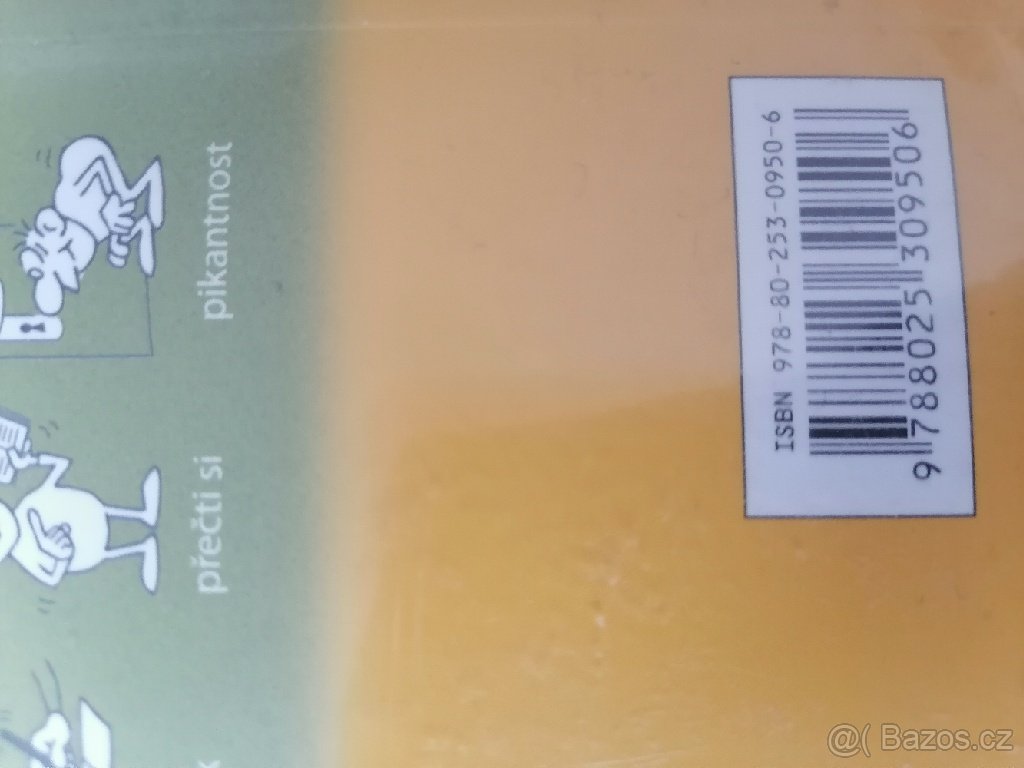 pikantnost
přečti si
k
ISBN 978-80-253-0950-6
9 788025 309506
@( Bazos.cz